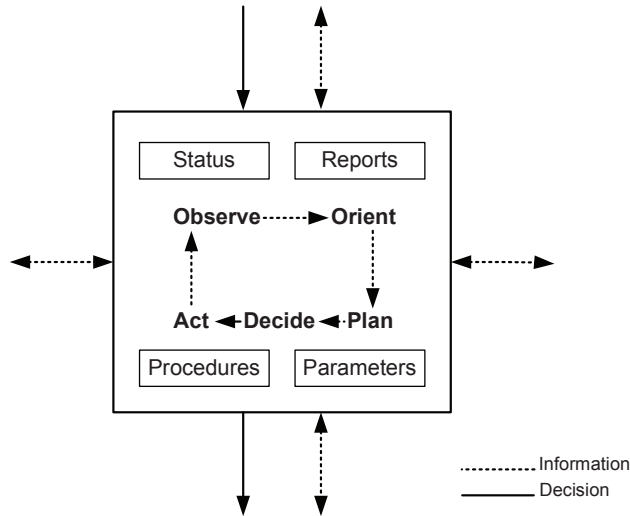 Status Reports
Observe Orient
Act Decide Plan
Procedures Parameters
Information
Decision